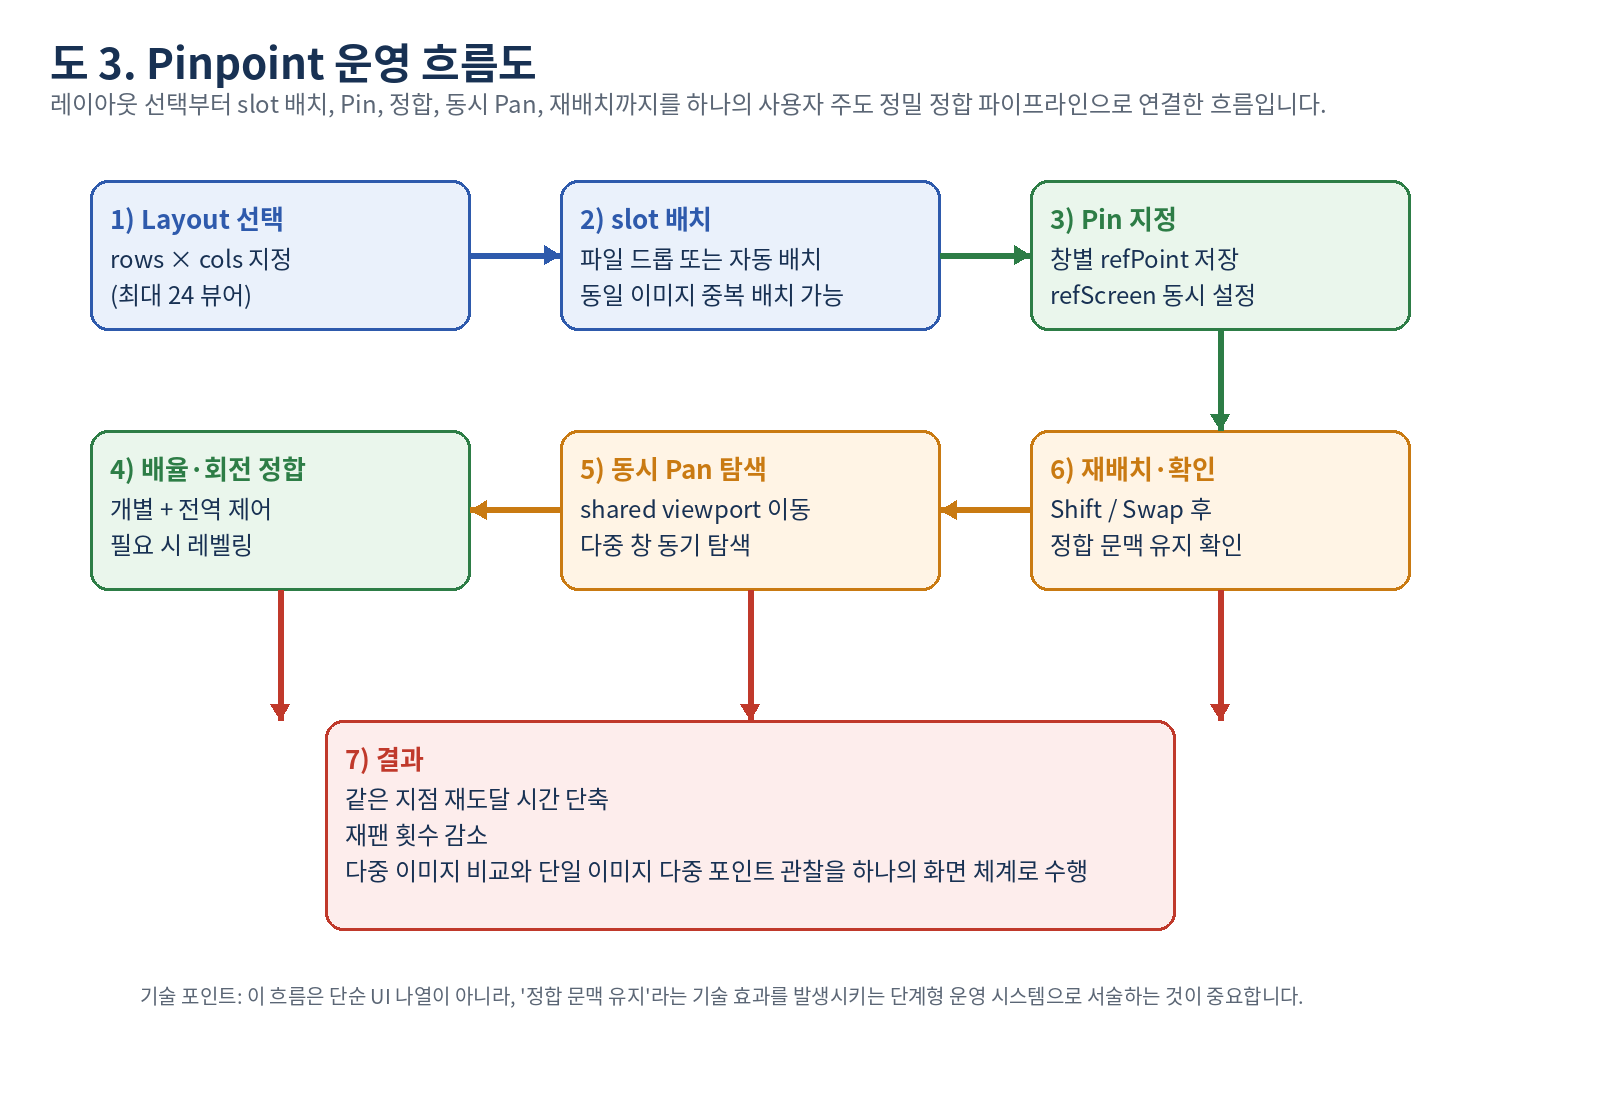 도 3. Pinpoint 운영 흐름도
레이아웃 선택부터 slot 배치, Pin, 정합, 동시 Pan, 재배치까지를 하나의 사용자 주도 정밀 정합 파이프라인으로 연결한 흐름입니다.
1) Layout 선택
rows × cols 지정
(최대 24 뷰어)
2) slot 배치
파일 드롭 또는 자동 배치
동일 이미지 중복 배치 가능
3) Pin 지정
창별 refPoint 저장
refScreen 동시 설정
4) 배율·회전 정합
개별 + 전역 제어
필요 시 레벨링
5) 동시 Pan 탐색
shared viewport 이동
다중 창 동기 탐색
6) 재배치·확인
Shift / Swap 후
정합 문맥 유지 확인
7) 결과
같은 지점 재도달 시간 단축
재팬 횟수 감소
다중 이미지 비교와 단일 이미지 다중 포인트 관찰을 하나의 화면 체계로 수행
기술 포인트: 이 흐름은 단순 UI 나열이 아니라, '정합 문맥 유지'라는 기술 효과를 발생시키는 단계형 운영 시스템으로 서술하는 것이 중요합니다.